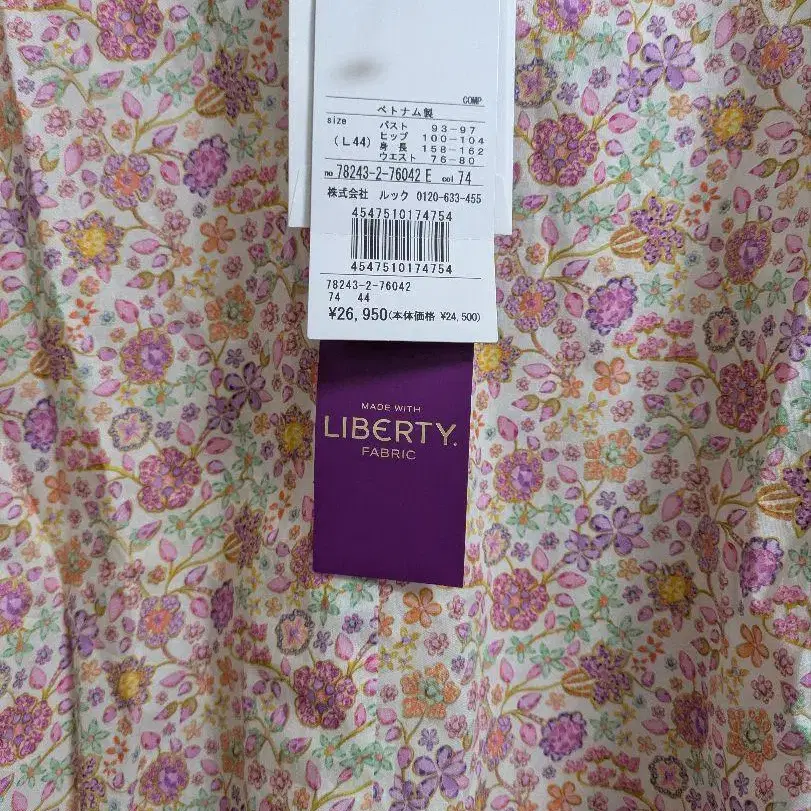 COMP
ベトナム製
size
バスト 93-97
(L44) ヒップ 100-104
身長 158-162
ウエスト 76-80
no 78243-2-76042 E col 74
株式会社 ルック 0120-633-455
4547510174754
4547510174754
78243-2-76042
74 44
¥26,950(本体価格 ¥24,500)
MADE WITH
LIBERTY.
FABRIC